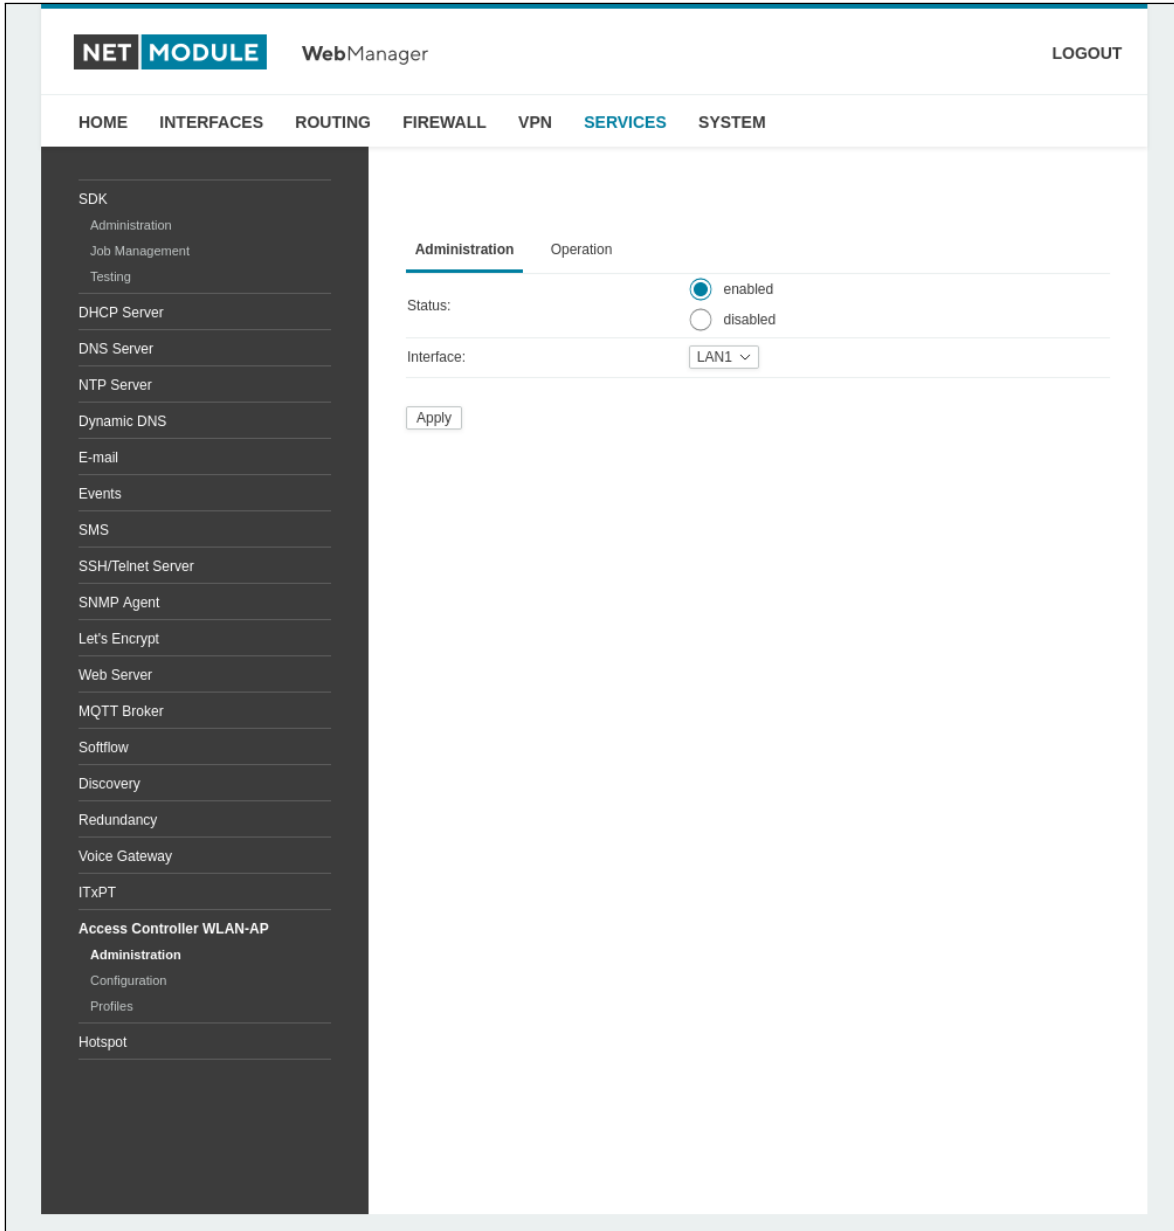 NET MODULE WebManager LOGOUT
HOME INTERFACES ROUTING FIREWALL VPN SERVICES SYSTEM
SDK
Administration
Job Management
Testing
DHCP Server
DNS Server
NTP Server
Dynamic DNS
E-mail
Events
SMS
SSH/Telnet Server
SNMP Agent
Let's Encrypt
Web Server
MQTT Broker
Softflow
Discovery
Redundancy
Voice Gateway
ITxPT
Access Controller WLAN-AP
Administration
Configuration
Profiles
Hotspot
Administration Operation
Status: enabled
disabled
Interface: LAN1
Apply